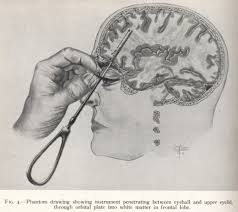 FIG. 4.—Phantom drawing showing instrument penetrating between eyeball and upper eyelid,
through orbital plate into white matter in frontal lobe.